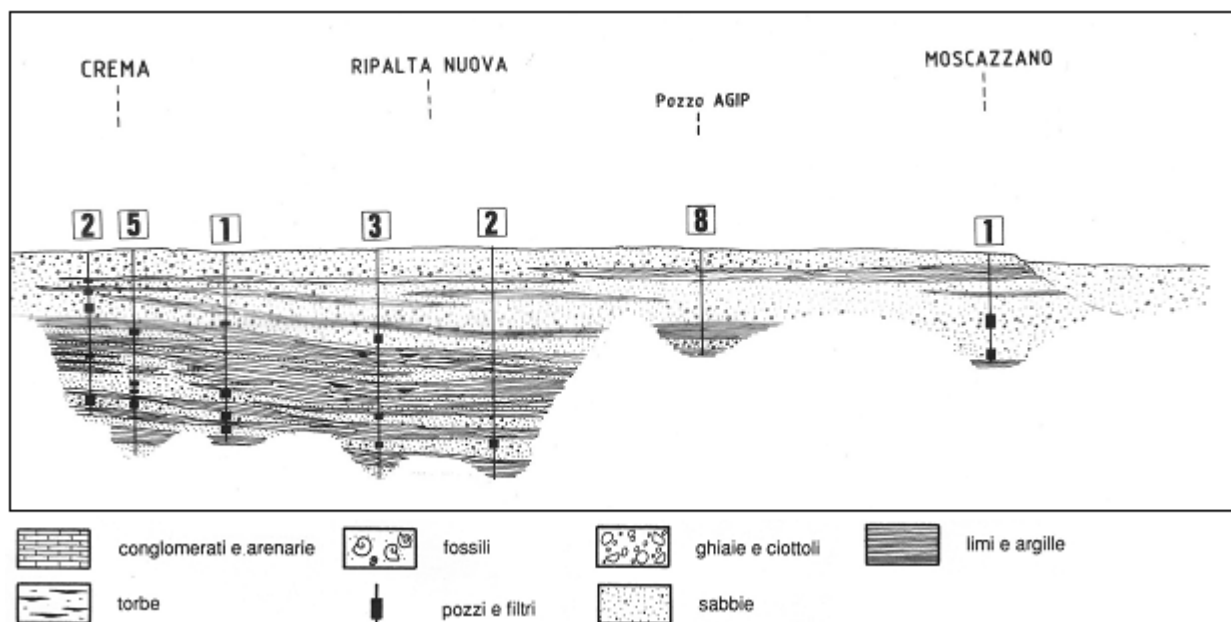 CREMA
RIPALTA NUOVA
Pozzo AGIP
MOSCAZZANO
2 5 1 3 2 8 1
conglomerati e arenarie
fossili
ghiaie e ciottoli
limi e argille
torbe
pozzi e filtri
sabbie